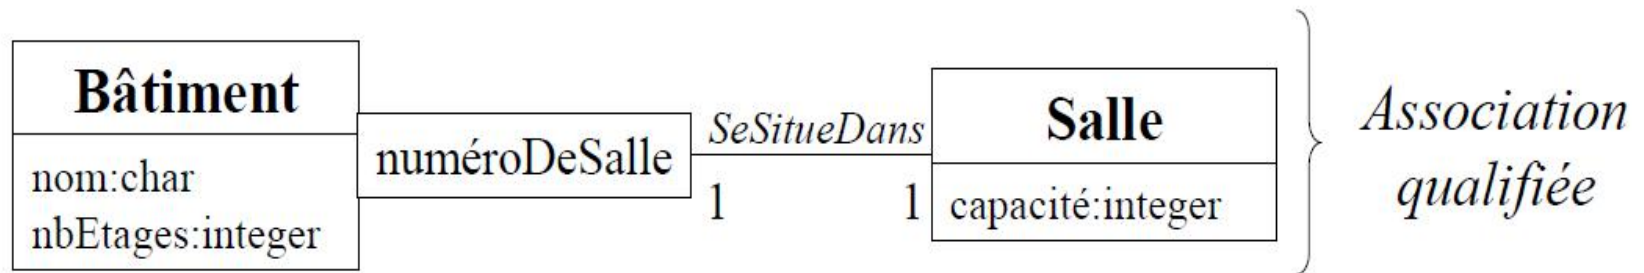 Bâtiment
nom:char
nbEtages:integer
numéroDeSalle
SeSitueDans
1 1
Salle
capacité:integer
Association
qualifiée